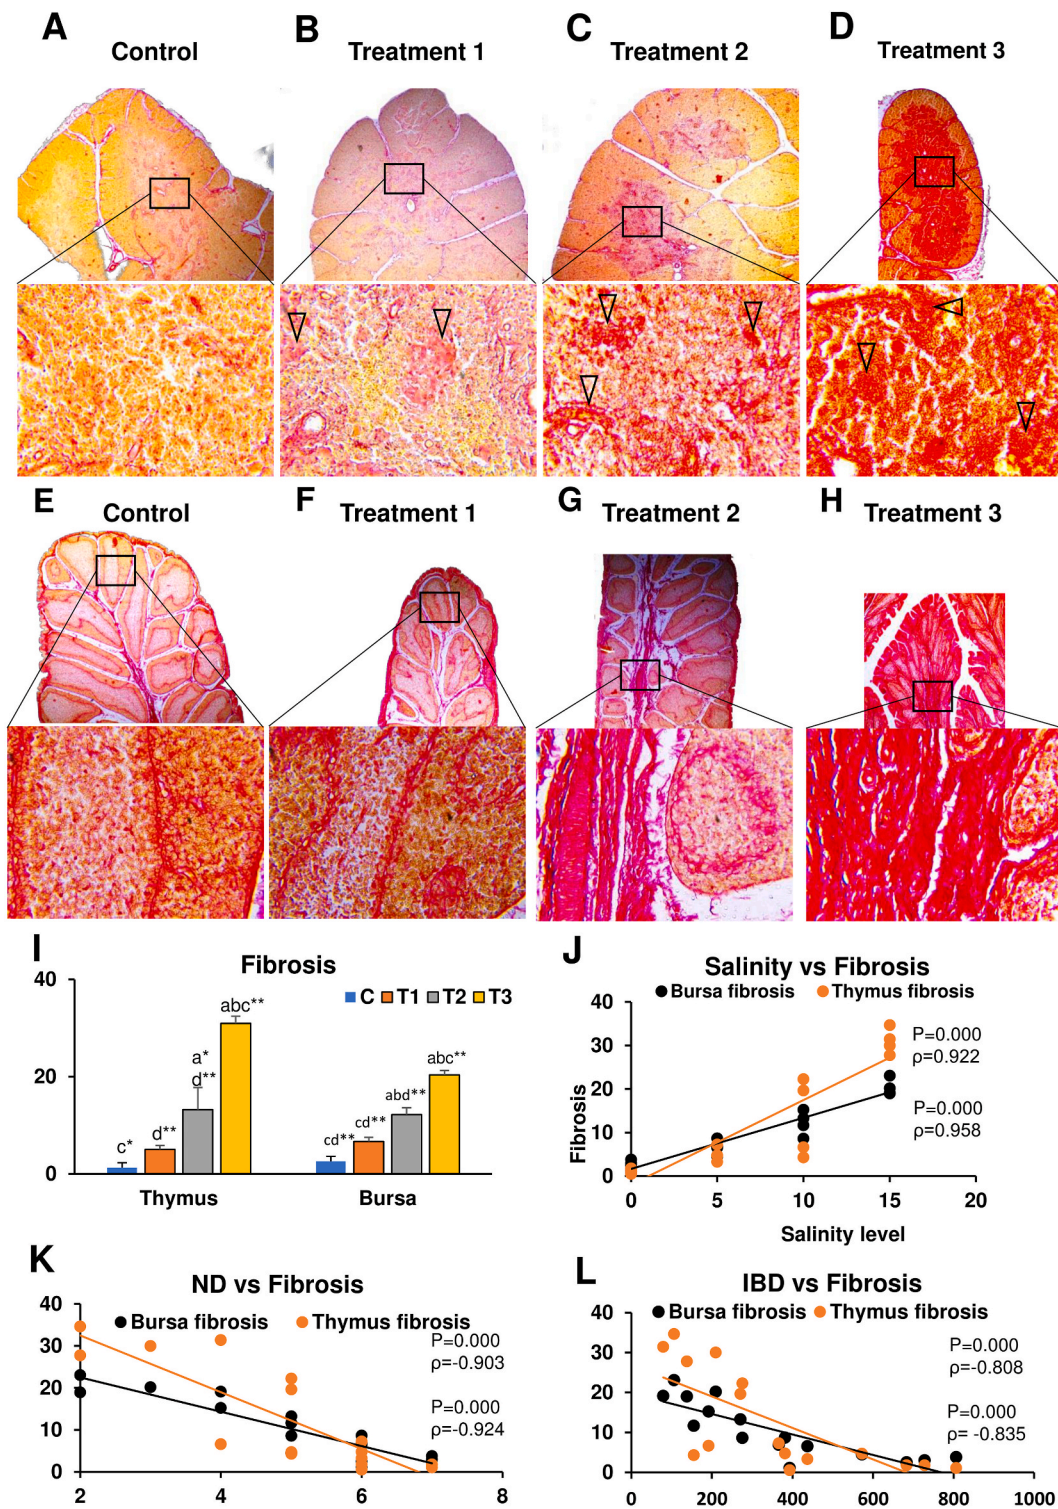 A B C D
Control Treatment 1 Treatment 2 Treatment 3
E F G H
Control Treatment 1 Treatment 2 Treatment 3
I
Fibrosis
C T1 T2 T3
40
20
0
c* d** a* d** abc**
cd** cd** abd** abc**
Thymus Bursa
J
Salinity vs Fibrosis
Bursa fibrosis Thymus fibrosis
Fibrosis
40
30
20
10
0
P=0.000
ρ=0.922
P=0.000
ρ=0.958
0 5 10 15 20
Salinity level
K
ND vs Fibrosis
Bursa fibrosis Thymus fibrosis
40
30
20
10
0
P=0.000
ρ=-0.903
P=0.000
ρ=-0.924
2 4 6 8
L
IBD vs Fibrosis
Bursa fibrosis Thymus fibrosis
40
30
20
10
0
P=0.000
ρ=-0.808
P=0.000
ρ= -0.835
0 200 400 600 800 1000